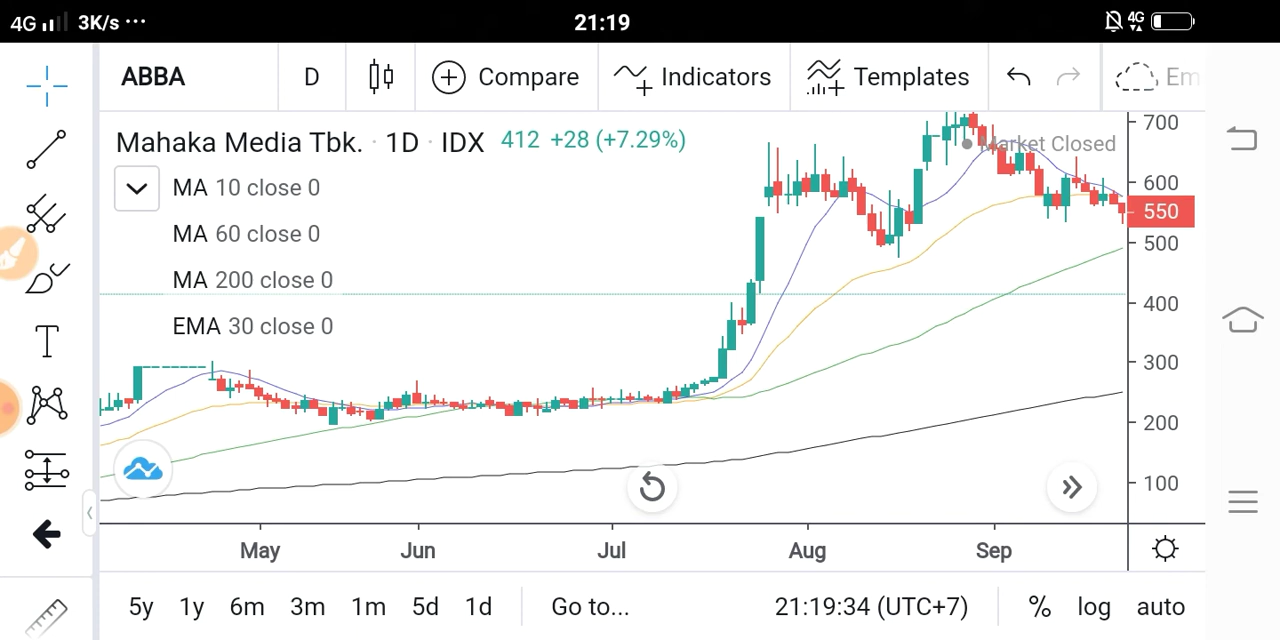 4G 3K/s ··· 21:19 4G
ABBA D Compare Indicators Templates Em
Mahaka Media Tbk. · 1D · IDX 412 +28 (+7.29%)
Market Closed
MA 10 close 0
MA 60 close 0
MA 200 close 0
EMA 30 close 0
700
600
550
500
400
300
200
100
May Jun Jul Aug Sep
5y 1y 6m 3m 1m 5d 1d Go to... 21:19:34 (UTC+7) % log auto